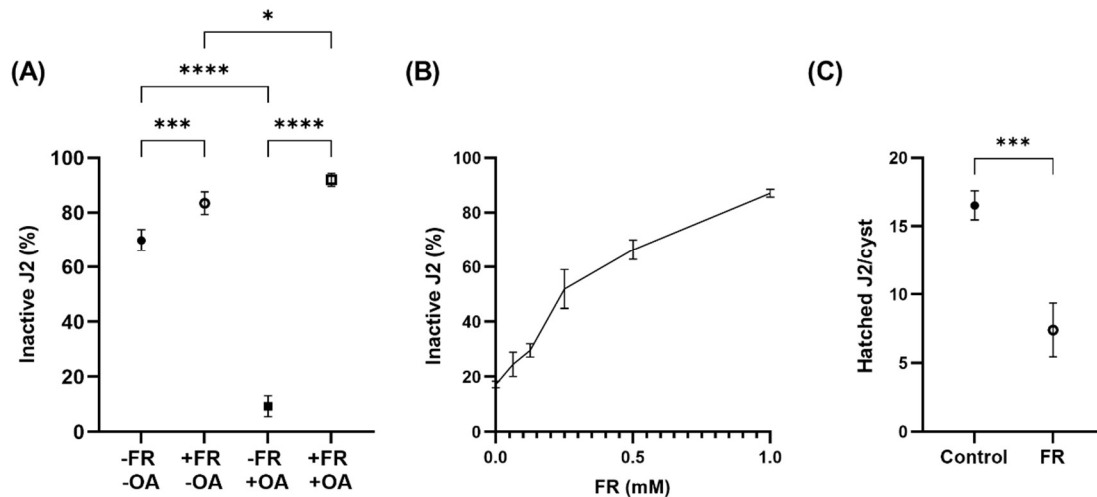 (A)
*
****
***
****
Inactive J2 (%)
100
80
60
40
20
0
-FR +FR -FR +FR
-OA -OA +OA +OA
(B)
Inactive J2 (%)
100
80
60
40
20
0
0.0 0.5 1.0
FR (mM)
(C)
***
Hatched J2/cyst
20
15
10
5
0
Control FR